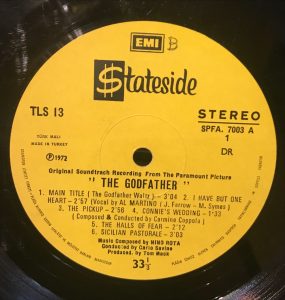 EMI
B
$tateside
TLS 13
STEREO
SPFA. 7003 A
1
DR
TÜRK MALI
MADE IN TURKEY
℗ 1972
Original Soundtrack Recording From The Paramount Picture
"THE GODFATHER"
1. MAIN TITLE ( The Godfather Waltz ) — 3'04 2. I HAVE BUT ONE
HEART - 2'57 (Vocal by AL MARTINO (J. Farrow - M. Symes)
3. THE PICKUP - 2'56 4. CONNIE'S WEDDING - 1'33
( Composed & Conducted by Carmine Coppola )
5. THE HALLS OF FEAR - 2'12
6. SICILIAN PASTORALE - 3'03
Music Composed by NINO ROTA
Conducted by Carlo Savina
Produced by Tom Mack
33 1/3